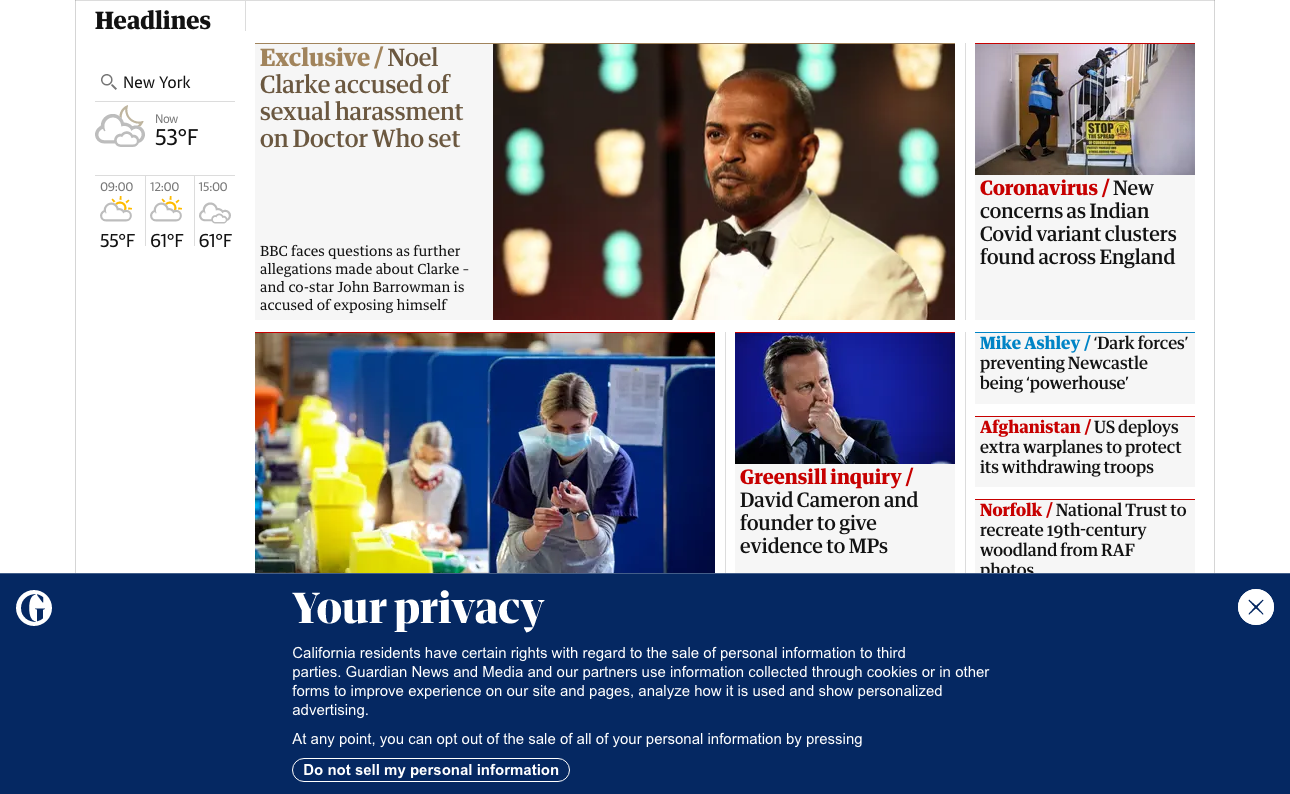 Headlines
New York
Now
53°F
09:00
12:00
15:00
55°F
61°F
61°F
Exclusive / Noel
Clarke accused of
sexual harassment
on Doctor Who set
BBC faces questions as further
allegations made about Clarke –
and co-star John Barrowman is
accused of exposing himself
STOP
THE SPREAD
Coronavirus / New
concerns as Indian
Covid variant clusters
found across England
Greensill inquiry /
David Cameron and
founder to give
evidence to MPs
Mike Ashley / ‘Dark forces’
preventing Newcastle
being ‘powerhouse’
Afghanistan / US deploys
extra warplanes to protect
its withdrawing troops
Norfolk / National Trust to
recreate 19th-century
woodland from RAF
photos
Your privacy
California residents have certain rights with regard to the sale of personal information to third
parties. Guardian News and Media and our partners use information collected through cookies or in other
forms to improve experience on our site and pages, analyze how it is used and show personalized
advertising.
At any point, you can opt out of the sale of all of your personal information by pressing
Do not sell my personal information